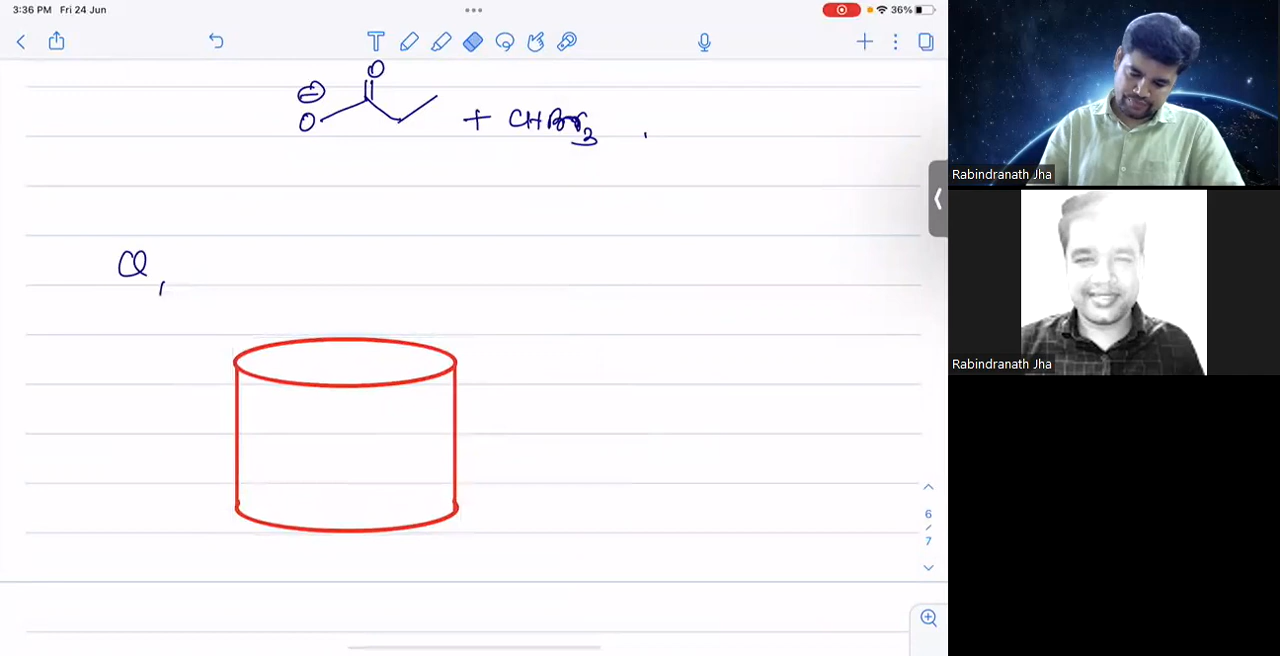 3:36 PM Fri 24 Jun
36%
T
O
⊖
O
+ CHBr3
Q,
6
7
Rabindranath Jha
Rabindranath Jha